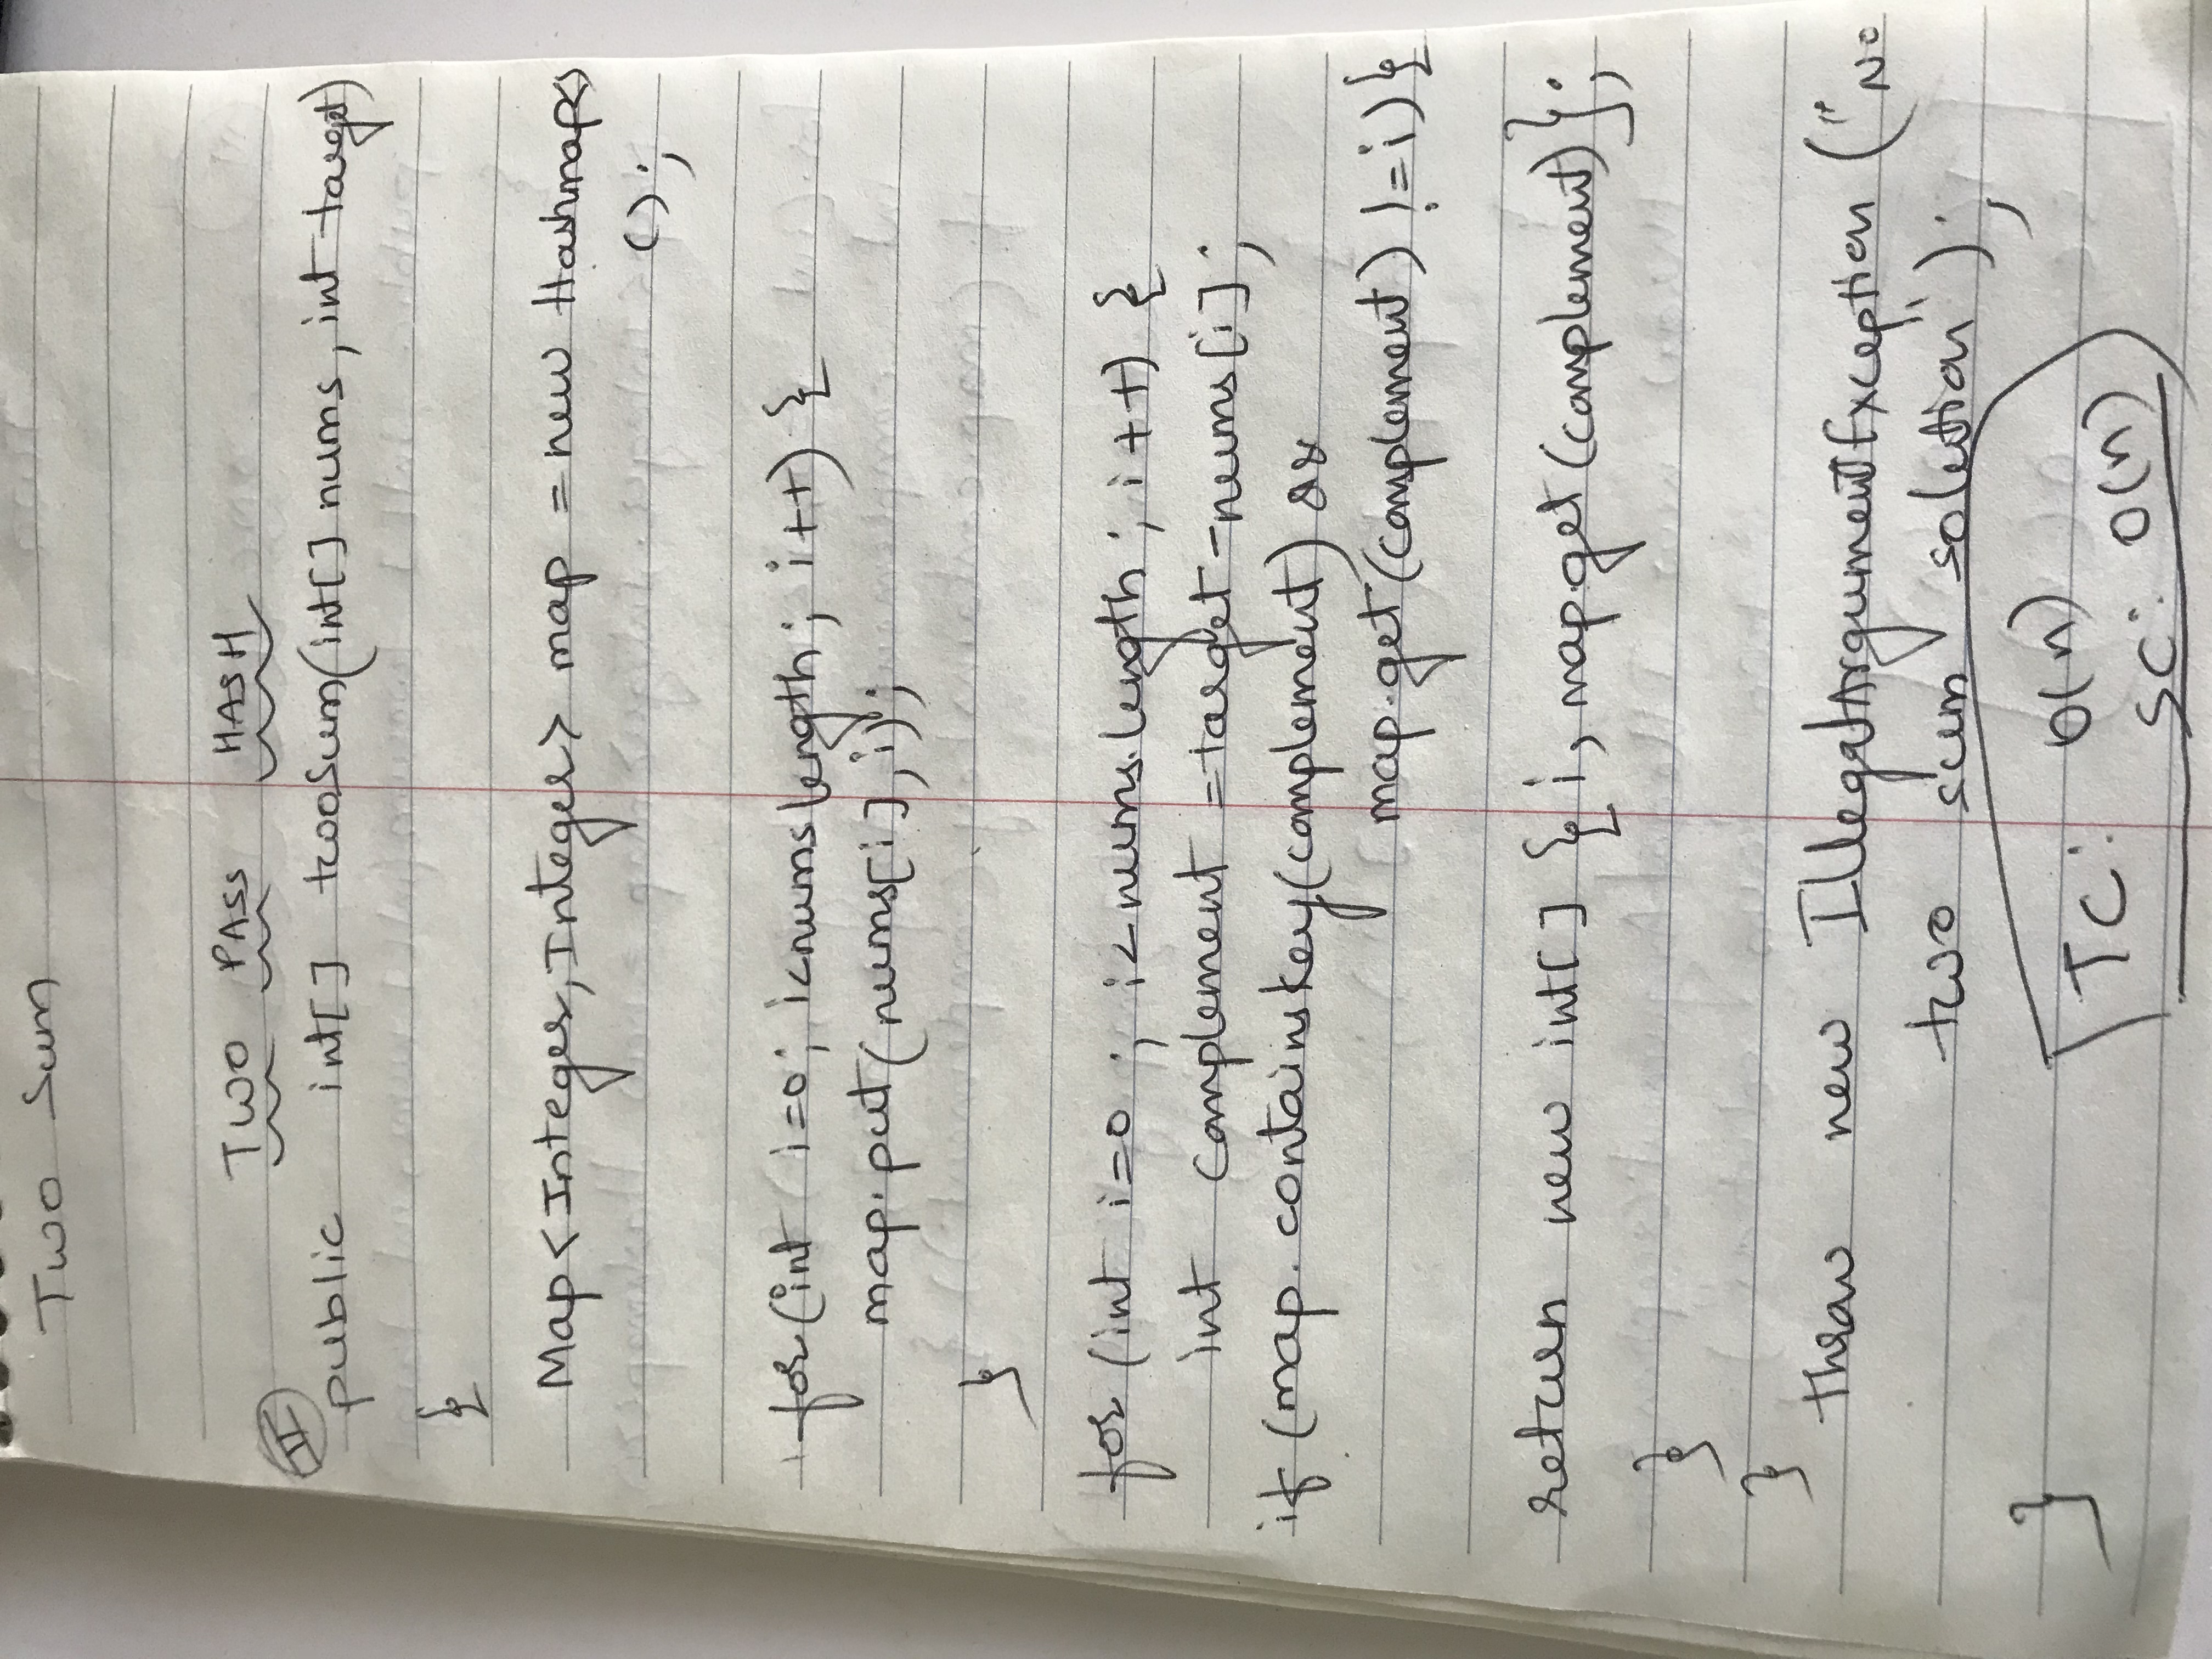 Two Sum
TWO PASS HASH
II
public int[] twoSum(int[] nums, int target)
{
Map<Integer, Integer> map = new Hashmap<>
();
for(int i=0; i<nums length; i++) {
map.put(nums[i], i);
}
for (int i=0 ; i<nums.length ; i++) {
int complement = target - nums[i];
if (map.containskey(complement) &&
map.get(complement) != i) {
return new int[] { i, map.get(complement) };
}
}
throw new IllegalArgumentException ("No
two sum solution");
}
TC: O(n)
SC: O(n)